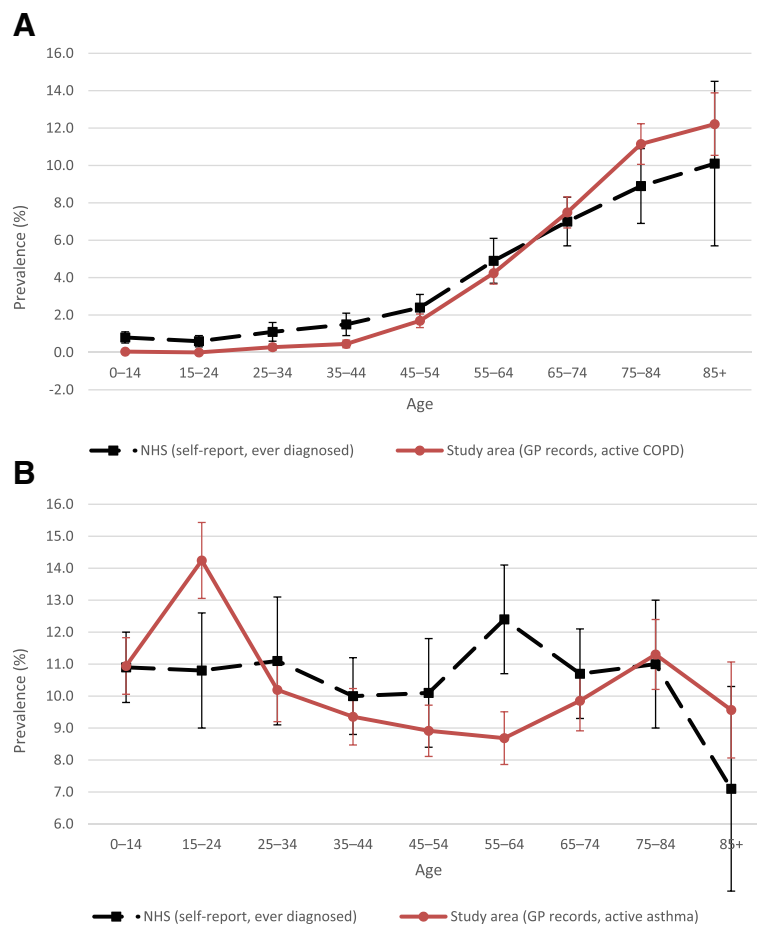 A
16.0
14.0
12.0
10.0
8.0
6.0
4.0
2.0
0.0
-2.0
Prevalence (%)
0–14 15–24 25–34 35–44 45–54 55–64 65–74 75–84 85+
Age
NHS (self-report, ever diagnosed) Study area (GP records, active COPD)
B
16.0
15.0
14.0
13.0
12.0
11.0
10.0
9.0
8.0
7.0
6.0
Prevalence (%)
0–14 15–24 25–34 35–44 45–54 55–64 65–74 75–84 85+
Age
NHS (self-report, ever diagnosed) Study area (GP records, active asthma)